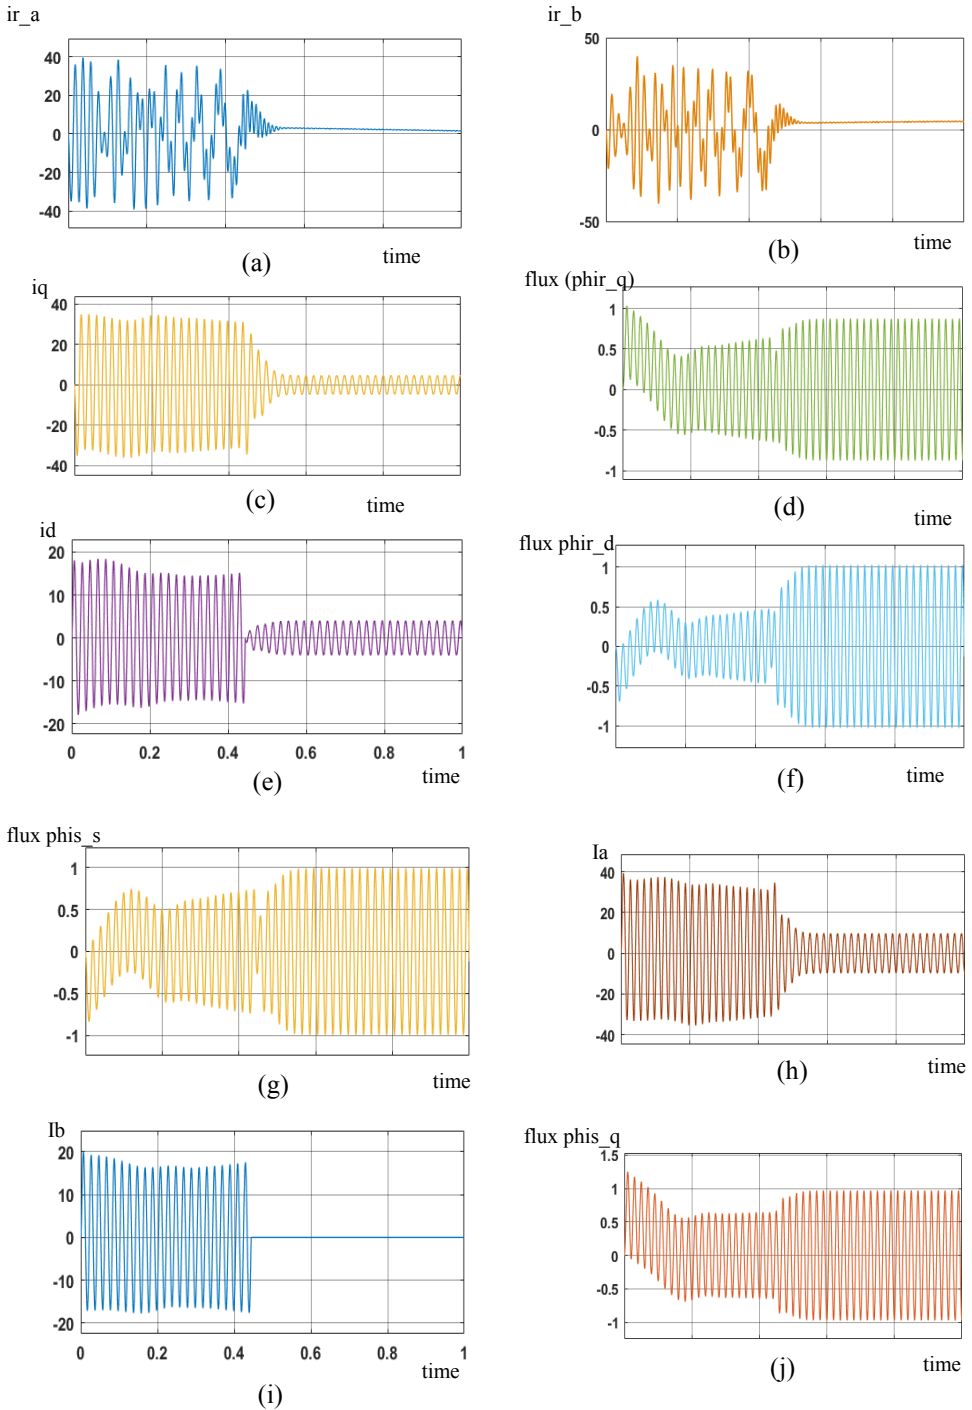 ir_a
40
20
0
-20
-40
time
(a)
ir_b
50
0
-50
time
(b)
iq
40
20
0
-20
-40
time
(c)
flux (phir_q)
1
0.5
0
-0.5
-1
time
(d)
id
20
10
0
-10
-20
0 0.2 0.4 0.6 0.8 1
time
(e)
flux phir_d
1
0.5
0
-0.5
-1
time
(f)
flux phis_s
1
0.5
0
-0.5
-1
time
(g)
Ia
40
20
0
-20
-40
time
(h)
Ib
20
10
0
-10
-20
0 0.2 0.4 0.6 0.8 1
time
(i)
flux phis_q
1.5
1
0.5
0
-0.5
-1
time
(j)